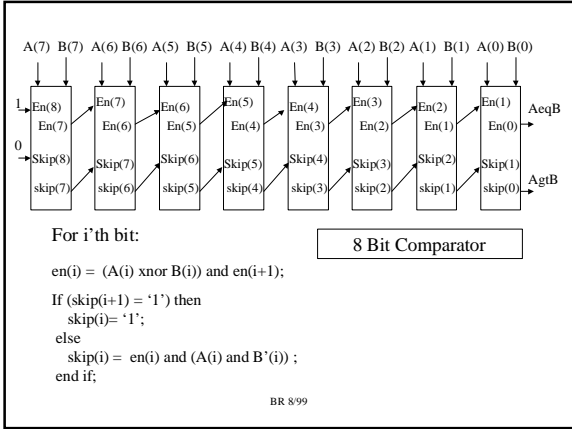 A(7) B(7) A(6) B(6) A(5) B(5) A(4) B(4) A(3) B(3) A(2) B(2) A(1) B(1) A(0) B(0)
1 En(8) En(7) En(6) En(5) En(4) En(3) En(2) En(1) AeqB
En(7) En(6) En(5) En(4) En(3) En(2) En(1) En(0)
0 Skip(8) Skip(7) Skip(6) Skip(5) Skip(4) Skip(3) Skip(2) Skip(1)
skip(7) skip(6) skip(5) skip(4) skip(3) skip(2) skip(1) skip(0) AgtB
For i'th bit:
8 Bit Comparator
en(i) = (A(i) xnor B(i)) and en(i+1);
If (skip(i+1) = ‘1’) then
skip(i)= ‘1’;
else
skip(i) = en(i) and (A(i) and B’(i)) ;
end if;
BR 8/99